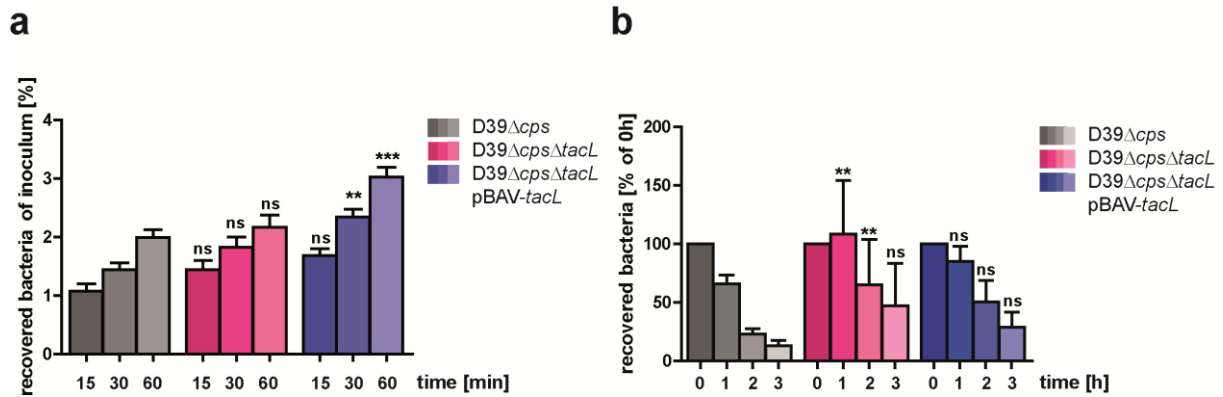 a
recovered bacteria of inoculum [%]
4
3
2
1
0
ns
ns
ns
ns
**
***
15 30 60 15 30 60 15 30 60 time [min]
D39Δcps
D39ΔcpsΔtacL
D39ΔcpsΔtacL
pBAV-tacL
b
recovered bacteria [% of 0h]
200
150
100
50
0
**
**
ns
ns
ns
ns
0 1 2 3 0 1 2 3 0 1 2 3 time [h]
D39Δcps
D39ΔcpsΔtacL
D39ΔcpsΔtacL
pBAV-tacL